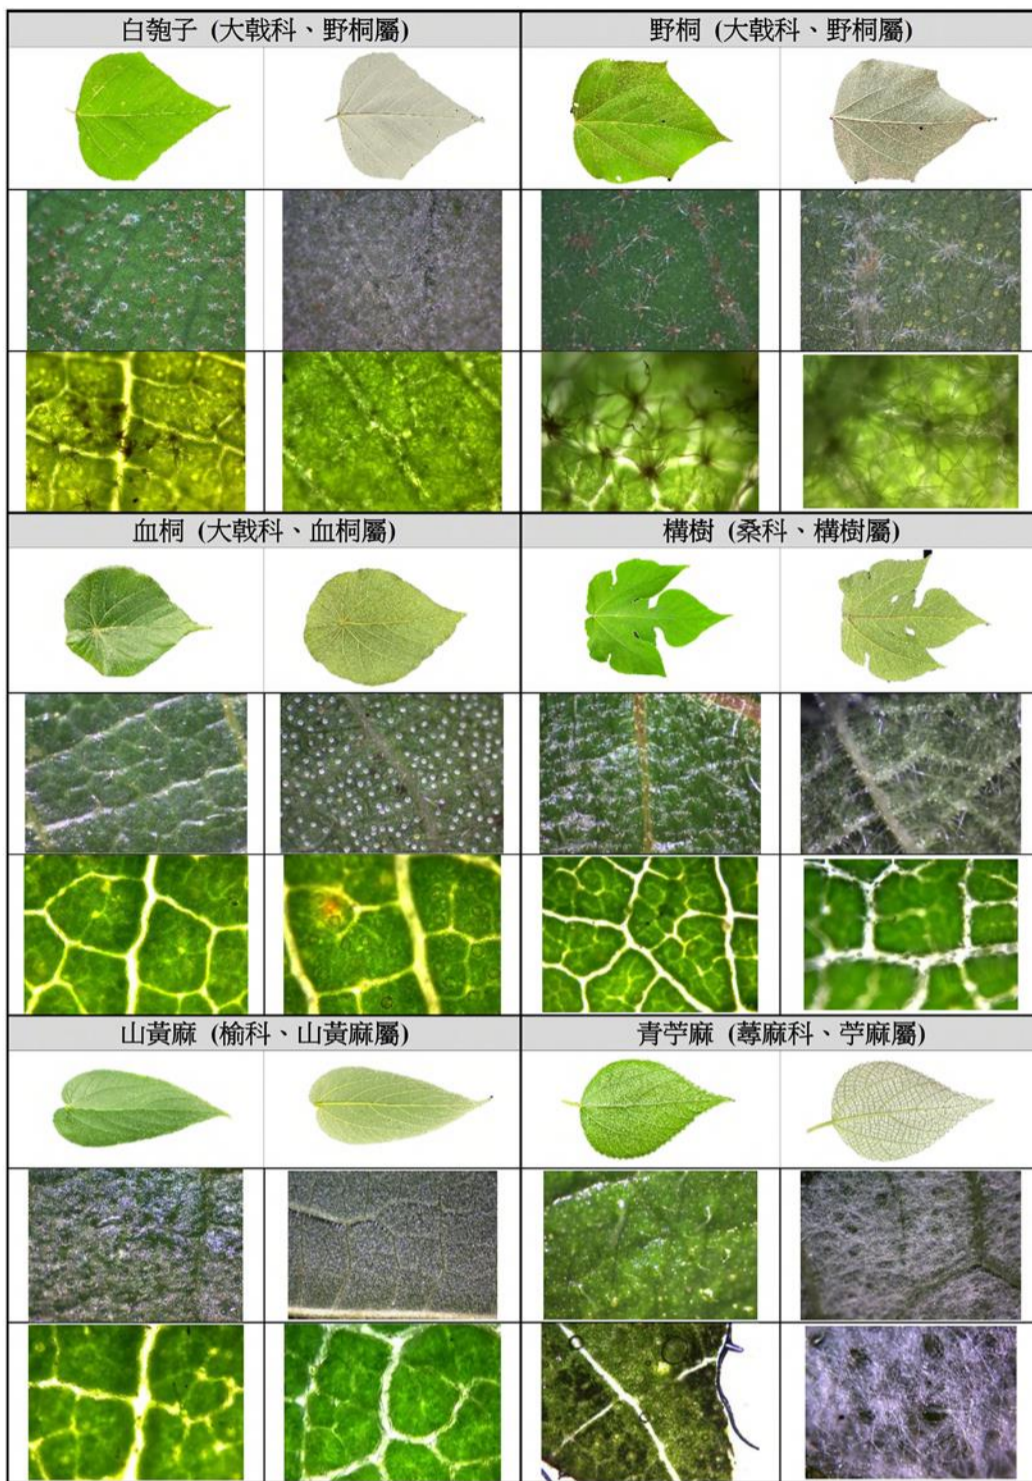 白匏子 (大戟科、野桐屬)
野桐 (大戟科、野桐屬)
血桐 (大戟科、血桐屬)
構樹 (桑科、構樹屬)
山黃麻 (榆科、山黃麻屬)
青苧麻 (蕁麻科、苧麻屬)